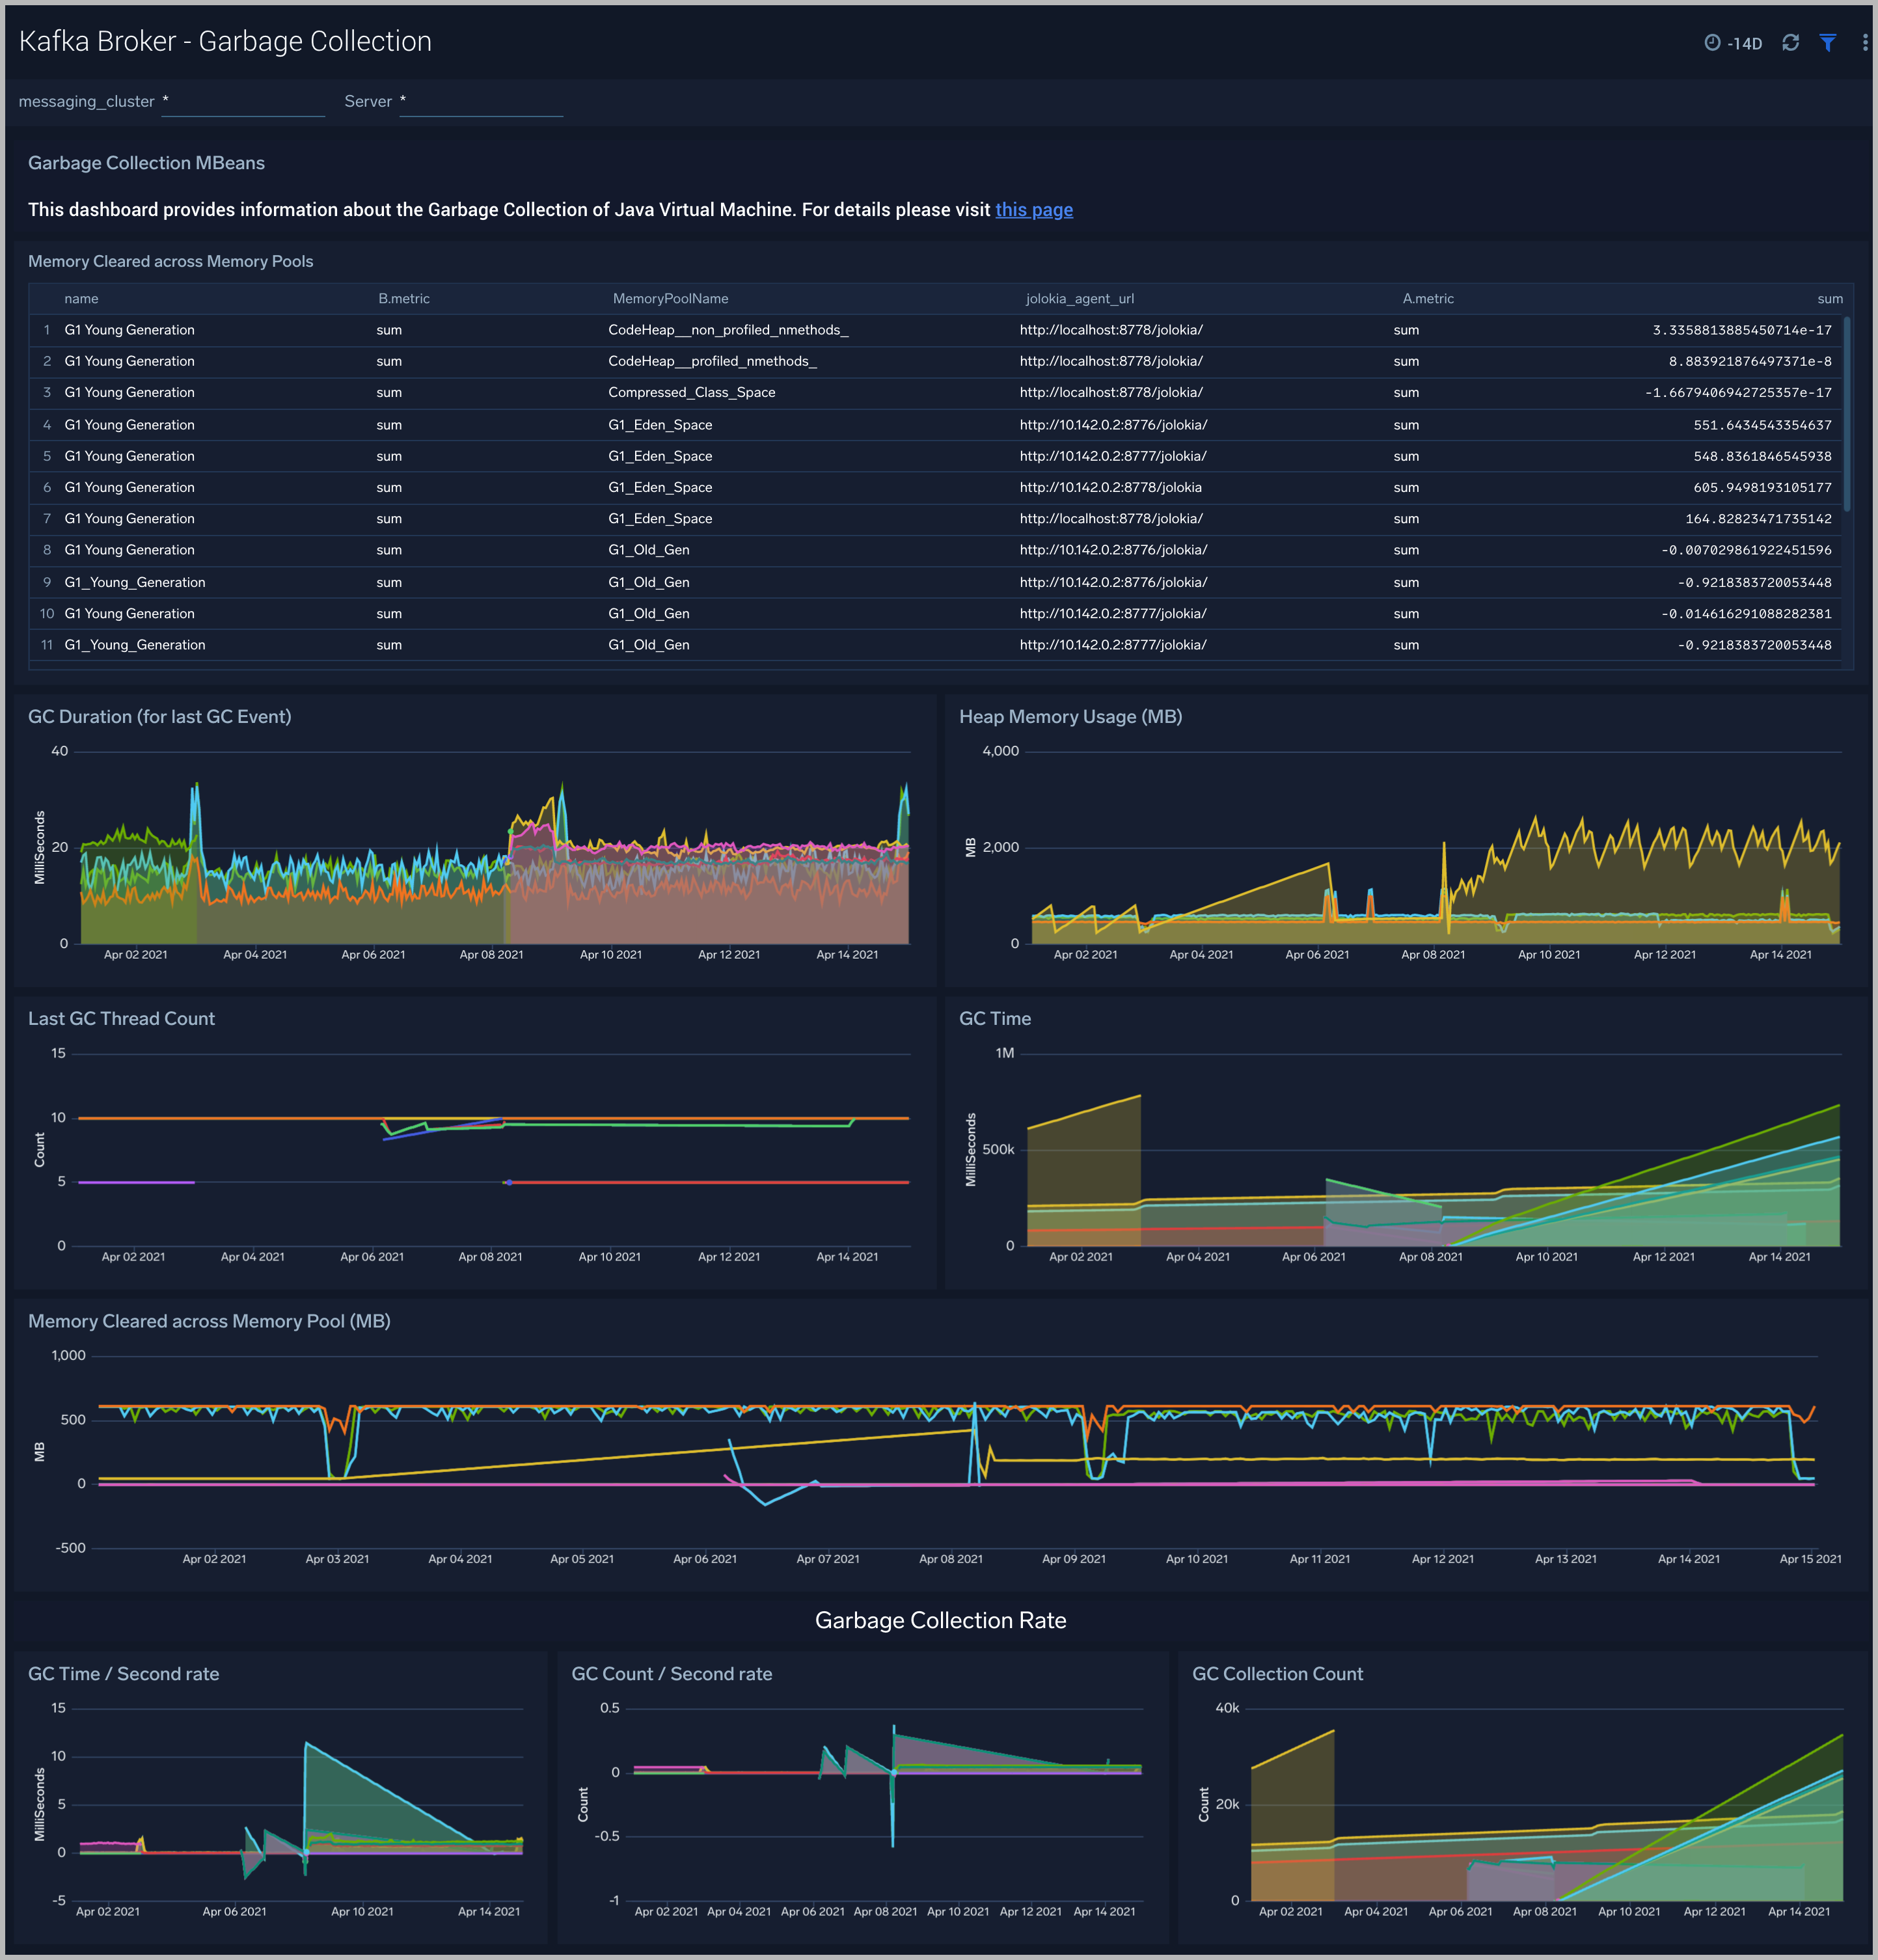 Kafka Broker - Garbage Collection
-14D
messaging_cluster *
Server *
Garbage Collection MBeans
This dashboard provides information about the Garbage Collection of Java Virtual Machine. For details please visit this page
Memory Cleared across Memory Pools
name B.metric MemoryPoolName jolokia_agent_url A.metric sum
1 G1 Young Generation sum CodeHeap__non_profiled_nmethods_ http://localhost:8778/jolokia/ sum 3.3358813885450714e-17
2 G1 Young Generation sum CodeHeap__profiled_nmethods_ http://localhost:8778/jolokia/ sum 8.883921876497371e-8
3 G1 Young Generation sum Compressed_Class_Space http://localhost:8778/jolokia/ sum -1.6679406942725357e-17
4 G1 Young Generation sum G1_Eden_Space http://10.142.0.2:8776/jolokia/ sum 551.6434543354637
5 G1 Young Generation sum G1_Eden_Space http://10.142.0.2:8777/jolokia/ sum 548.8361846545938
6 G1 Young Generation sum G1_Eden_Space http://10.142.0.2:8778/jolokia sum 605.9498193105177
7 G1 Young Generation sum G1_Eden_Space http://localhost:8778/jolokia/ sum 164.82823471735142
8 G1 Young Generation sum G1_Old_Gen http://10.142.0.2:8776/jolokia/ sum -0.007029861922451596
9 G1_Young_Generation sum G1_Old_Gen http://10.142.0.2:8776/jolokia/ sum -0.9218383720053448
10 G1 Young Generation sum G1_Old_Gen http://10.142.0.2:8777/jolokia/ sum -0.014616291088282381
11 G1_Young_Generation sum G1_Old_Gen http://10.142.0.2:8777/jolokia/ sum -0.9218383720053448
GC Duration (for last GC Event)
40
20
0
MilliSeconds
Apr 02 2021 Apr 04 2021 Apr 06 2021 Apr 08 2021 Apr 10 2021 Apr 12 2021 Apr 14 2021
Heap Memory Usage (MB)
4,000
2,000
0
MB
Apr 02 2021 Apr 04 2021 Apr 06 2021 Apr 08 2021 Apr 10 2021 Apr 12 2021 Apr 14 2021
Last GC Thread Count
15
10
5
0
Count
Apr 02 2021 Apr 04 2021 Apr 06 2021 Apr 08 2021 Apr 10 2021 Apr 12 2021 Apr 14 2021
GC Time
1M
500k
0
MilliSeconds
Apr 02 2021 Apr 04 2021 Apr 06 2021 Apr 08 2021 Apr 10 2021 Apr 12 2021 Apr 14 2021
Memory Cleared across Memory Pool (MB)
1,000
500
0
-500
MB
Apr 02 2021 Apr 03 2021 Apr 04 2021 Apr 05 2021 Apr 06 2021 Apr 07 2021 Apr 08 2021 Apr 09 2021 Apr 10 2021 Apr 11 2021 Apr 12 2021 Apr 13 2021 Apr 14 2021 Apr 15 2021
Garbage Collection Rate
GC Time / Second rate
15
10
5
0
-5
MilliSeconds
Apr 02 2021 Apr 06 2021 Apr 10 2021 Apr 14 2021
GC Count / Second rate
0.5
0
-0.5
-1
Count
Apr 02 2021 Apr 04 2021 Apr 06 2021 Apr 08 2021 Apr 10 2021 Apr 12 2021 Apr 14 2021
GC Collection Count
40k
20k
0
Count
Apr 02 2021 Apr 04 2021 Apr 06 2021 Apr 08 2021 Apr 10 2021 Apr 12 2021 Apr 14 2021